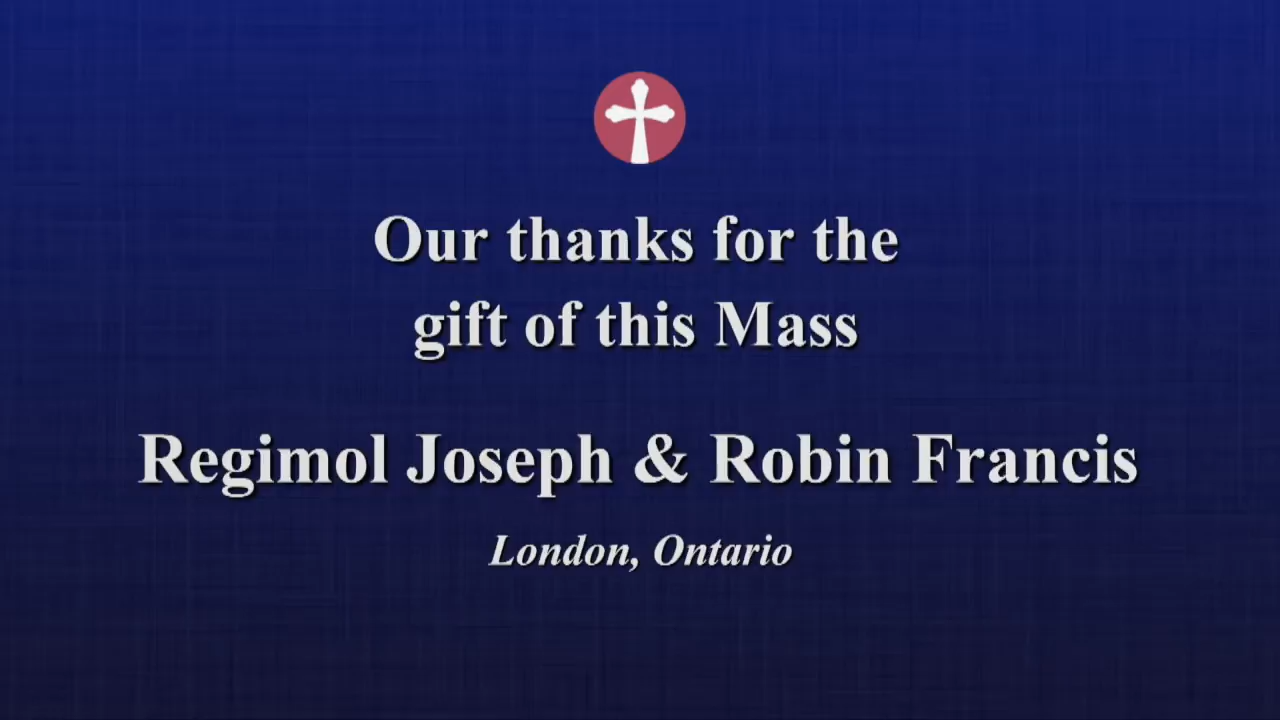 Our thanks for the
gift of this Mass
Regimol Joseph & Robin Francis
London, Ontario